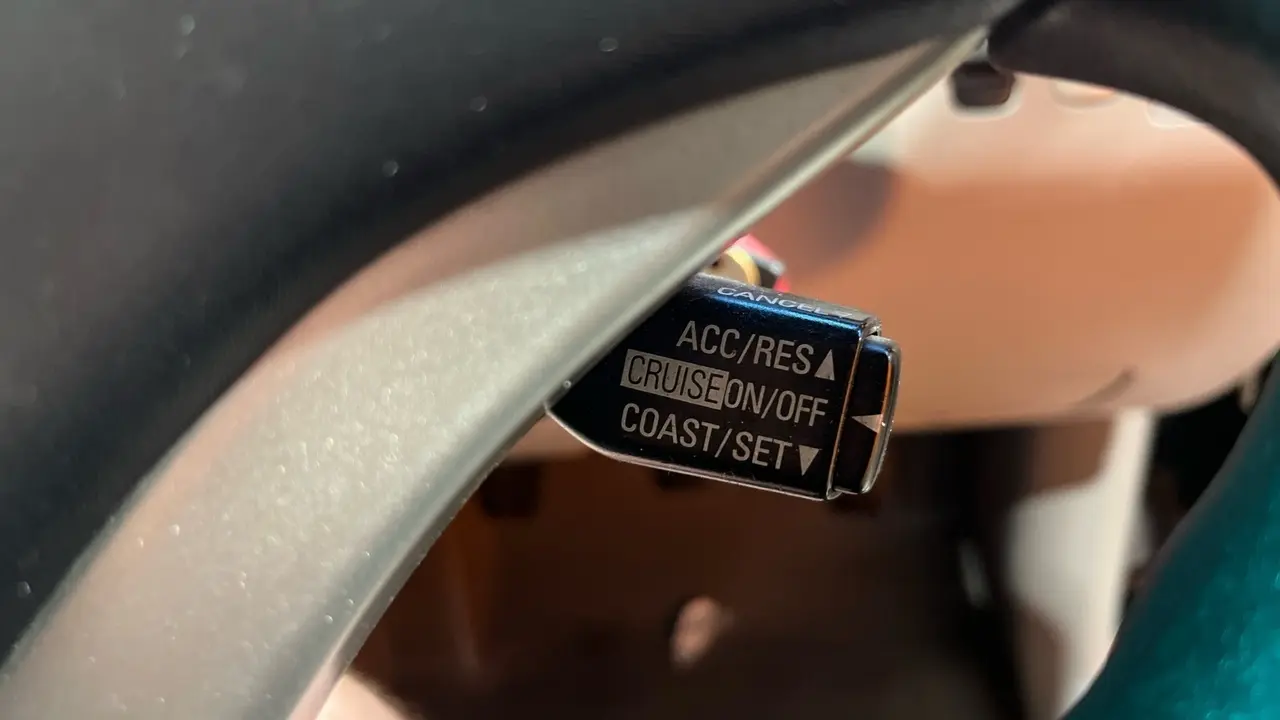 CANCEL
ACC/RES▲
CRUISE ON/OFF
COAST/SET▼